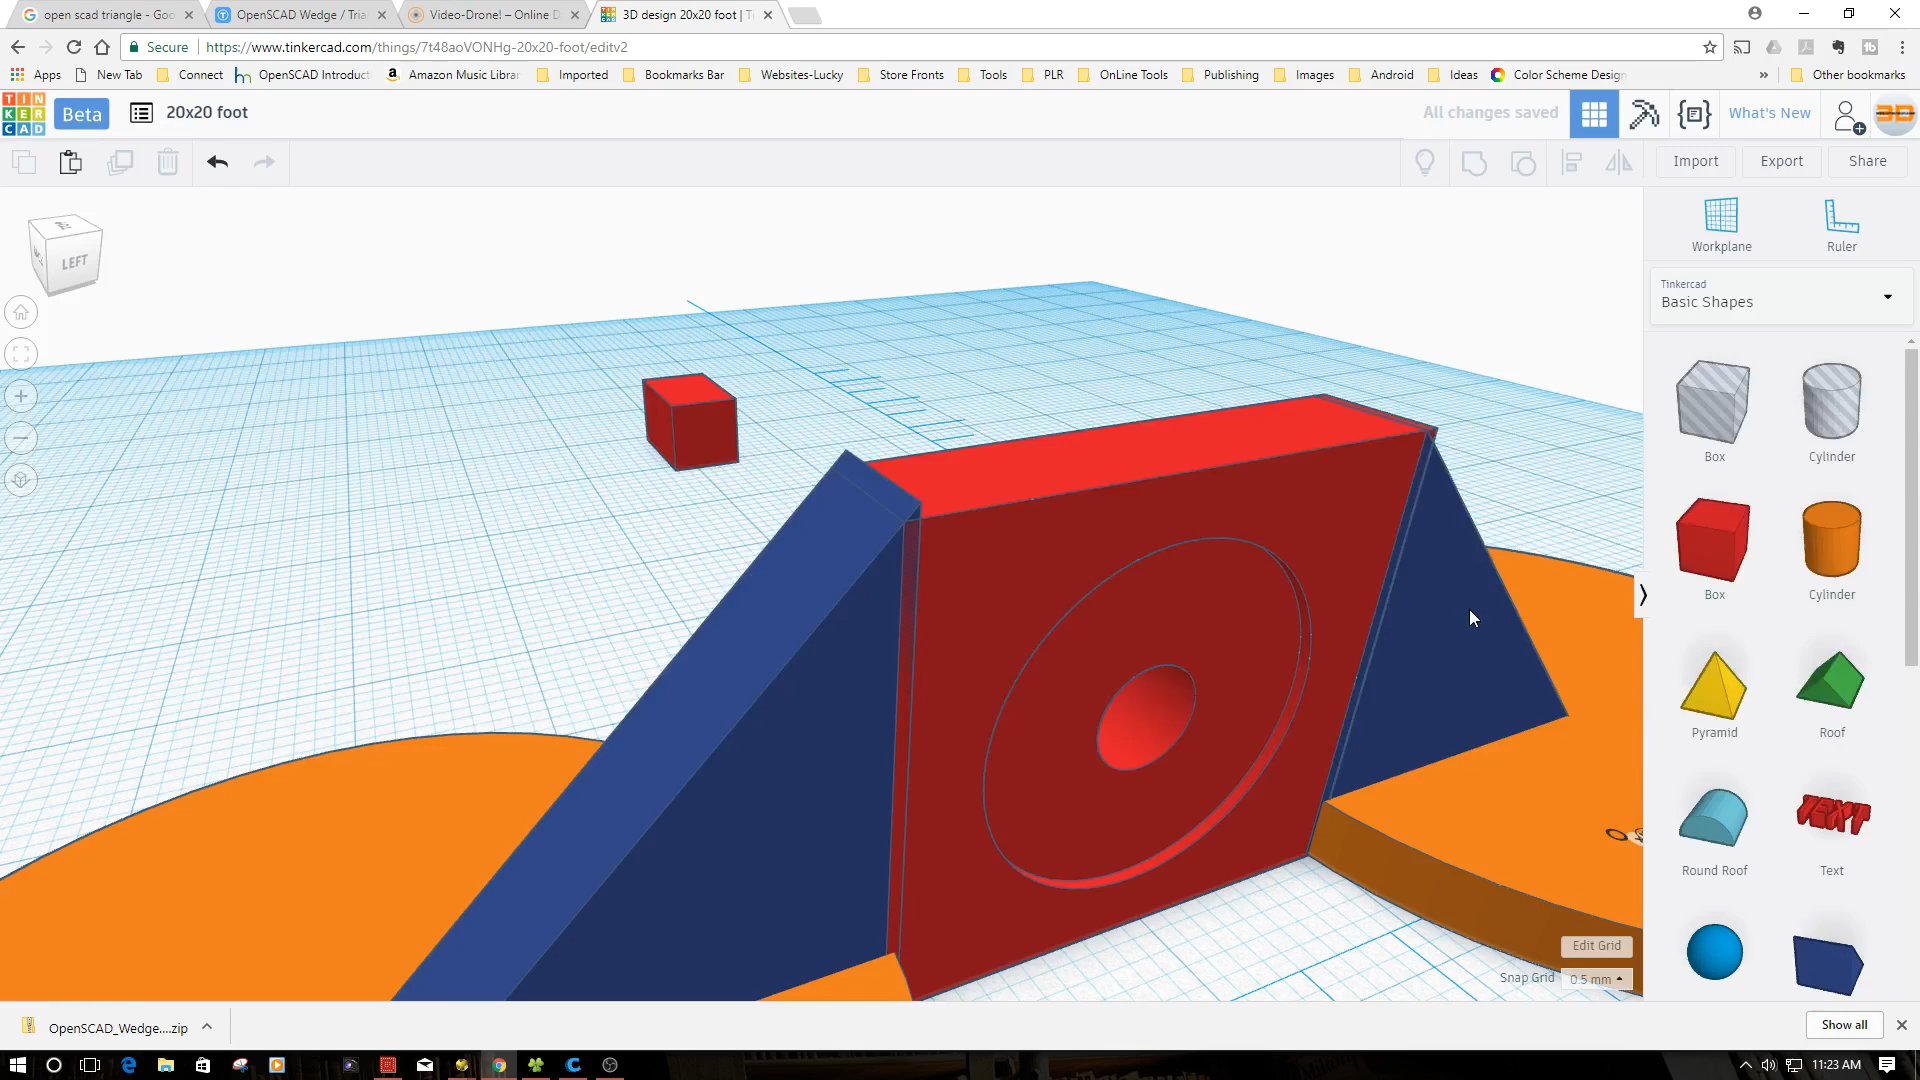 open scad triangle - Goo
OpenSCAD Wedge / Tria
Video-Drone! – Online D
3D design 20x20 foot | Ti
Secure
https://www.tinkercad.com/things/7t48aoVONHg-20x20-foot/editv2
Apps
New Tab
Connect
OpenSCAD Introduct
Amazon Music Librar
Imported
Bookmarks Bar
Websites-Lucky
Store Fronts
Tools
PLR
OnLine Tools
Publishing
Images
Android
Ideas
Color Scheme Design
»
Other bookmarks
TIN
KER
CAD
Beta
20x20 foot
All changes saved
What's New
3D
Import
Export
Share
LEFT
Workplane
Ruler
Tinkercad
Basic Shapes
Box
Cylinder
Box
Cylinder
Pyramid
Roof
Round Roof
TEXT
Text
Edit Grid
Snap Grid
0.5 mm
OpenSCAD_Wedge....zip
Show all
11:23 AM